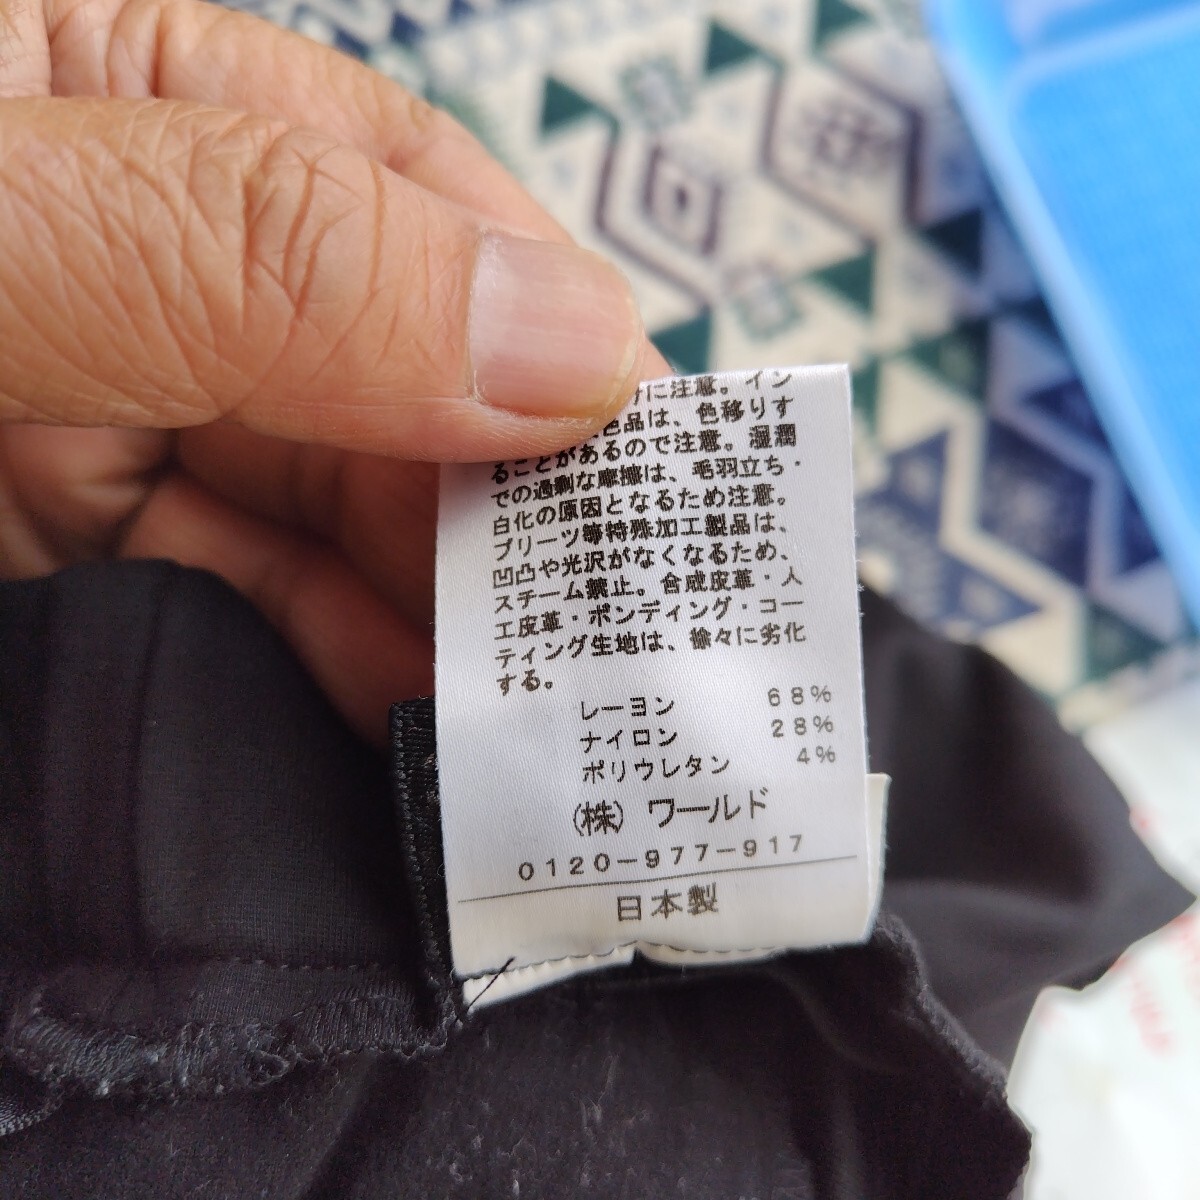 に注意。イン
色品は、色移りす
ることがあるので注意。湿潤
での過剰な摩擦は、毛羽立ち・
白化の原因となるため注意。
プリーツ等特殊加工製品は、
凹凸や光沢がなくなるため、
スチーム禁止。合成皮革・人
工皮革・ボンディング・コー
ティング生地は、徐々に劣化
する。
レーヨン 68%
ナイロン 28%
ポリウレタン 4%
(株) ワールド
0120-977-917
日本製